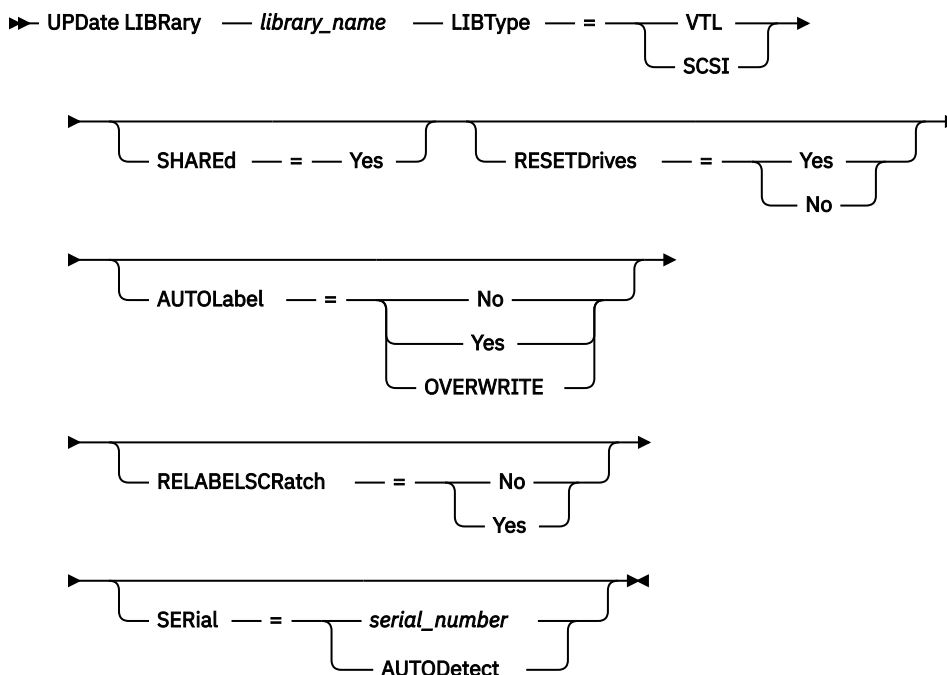 UPDate LIBRary library_name LIBType = VTL
SCSI
SHAREd = Yes RESETDrives = Yes
No
AUTOLabel = No
Yes
OVERWRITE
RELABELSCRatch = No
Yes
SERial = serial_number
AUTODetect